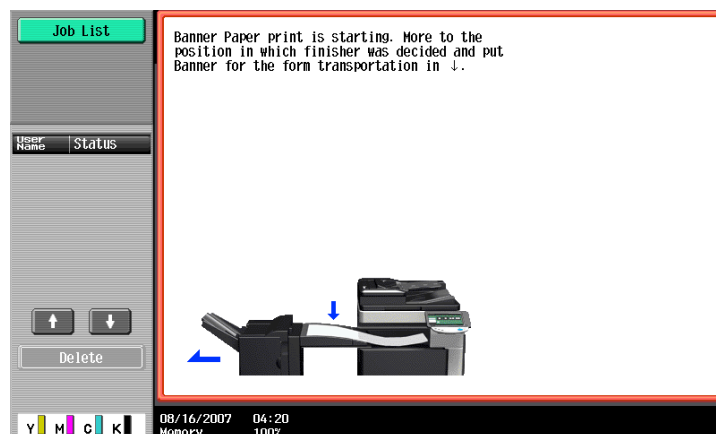 Job List
Banner Paper print is starting. More to the
position in which finisher was decided and put
Banner for the form transportation in ↓.
User Name Status
Delete
Y M C K
08/16/2007 04:20
Memory 100%